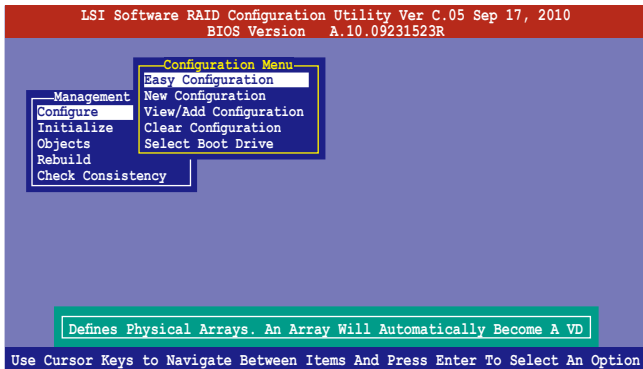 LSI Software RAID Configuration Utility Ver C.05 Sep 17, 2010
BIOS Version A.10.09231523R
Management
Configure
Initialize
Objects
Rebuild
Check Consistency
Configuration Menu
Easy Configuration
New Configuration
View/Add Configuration
Clear Configuration
Select Boot Drive
Defines Physical Arrays. An Array Will Automatically Become A VD
Use Cursor Keys to Navigate Between Items And Press Enter To Select An Option